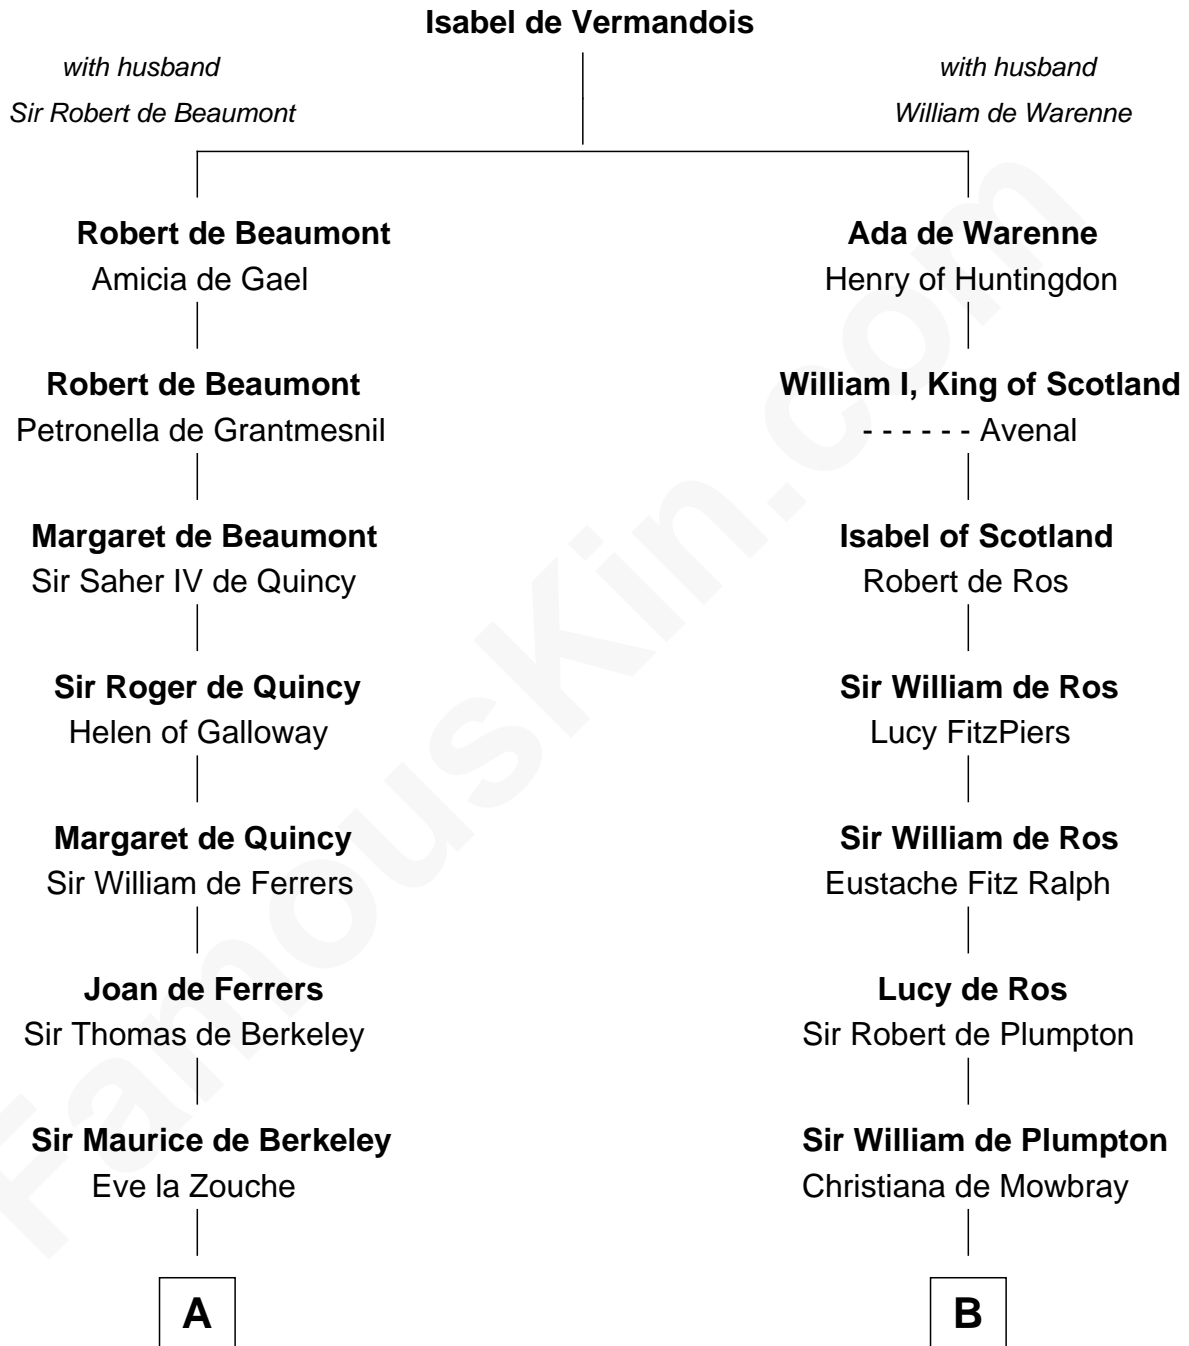 Isabel de Vermandois
with husband
Sir Robert de Beaumont
with husband
William de Warenne
Robert de Beaumont
Amicia de Gael
Robert de Beaumont
Petronella de Grantmesnil
Margaret de Beaumont
Sir Saher IV de Quincy
Sir Roger de Quincy
Helen of Galloway
Margaret de Quincy
Sir William de Ferrers
Joan de Ferrers
Sir Thomas de Berkeley
Sir Maurice de Berkeley
Eve la Zouche
A
Ada de Warenne
Henry of Huntingdon
William I, King of Scotland
- - - - - - Avenal
Isabel of Scotland
Robert de Ros
Sir William de Ros
Lucy FitzPiers
Sir William de Ros
Eustache Fitz Ralph
Lucy de Ros
Sir Robert de Plumpton
Sir William de Plumpton
Christiana de Mowbray
B
FamousKin.com